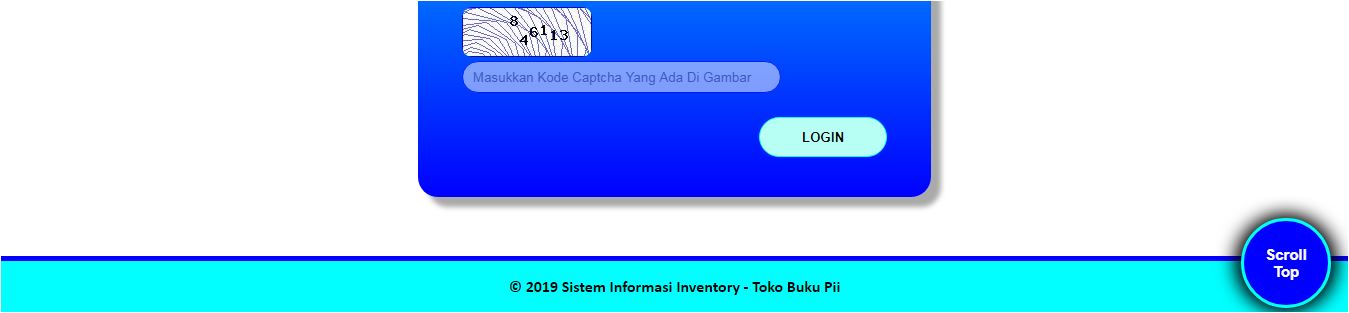 846113
Masukkan Kode Captcha Yang Ada Di Gambar
LOGIN
Scroll
Top
© 2019 Sistem Informasi Inventory - Toko Buku Pii